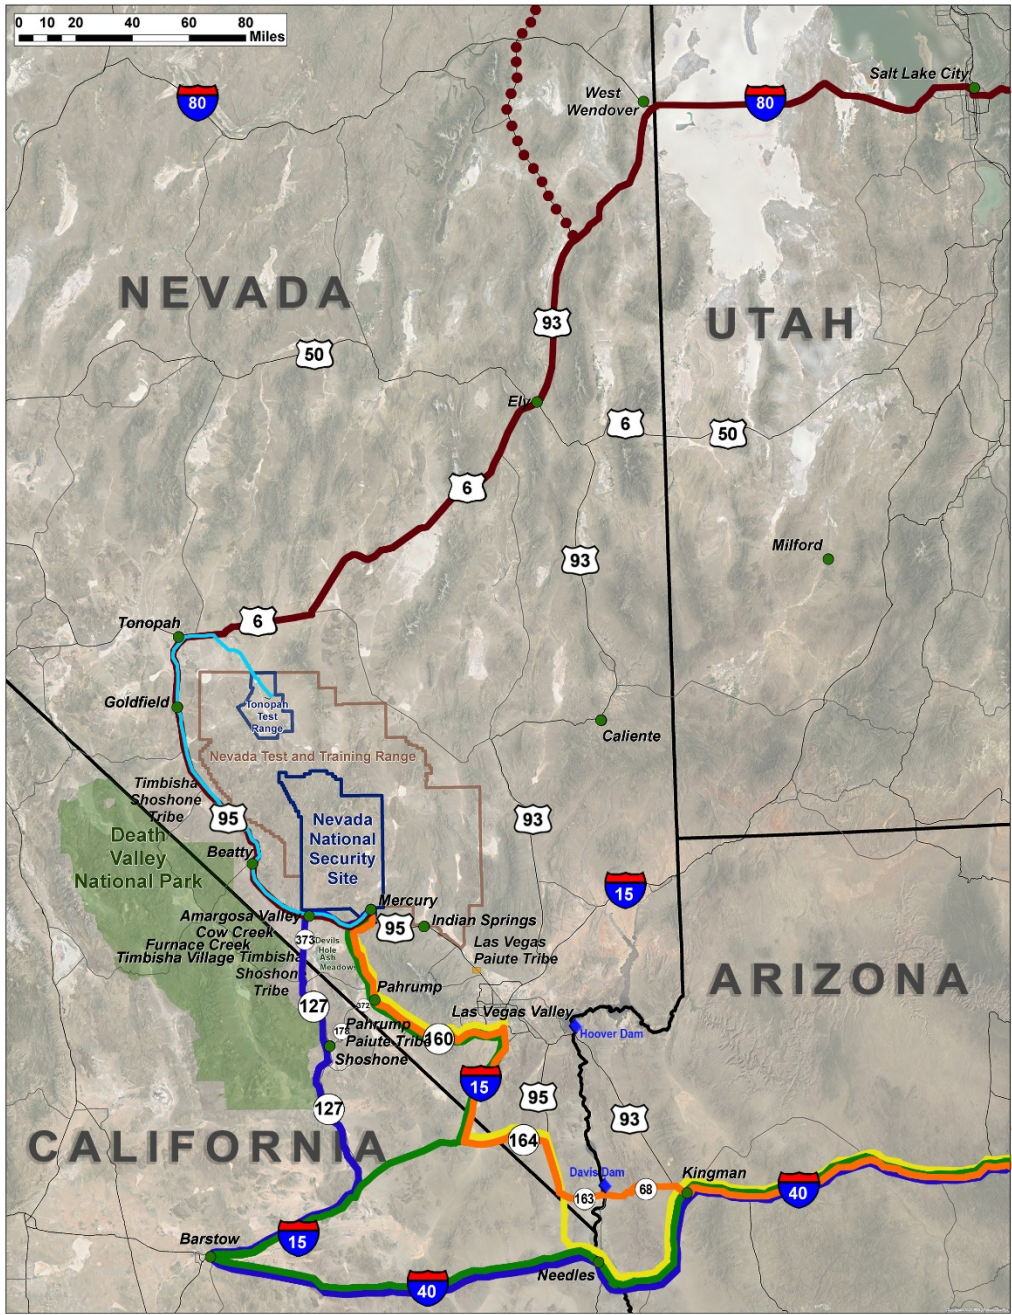 0 10 20 40 60 80
Miles
Salt Lake City
West
Wendover
80
80
NEVADA
93
UTAH
50
Ely
6
50
6
93
Milford
Tonopah
6
Goldfield
Tonopah
Test
Range
Caliente
Nevada Test and Training Range
Timbisha
Shoshone
Tribe
95
93
Death
Valley
National Park
Nevada
National
Security
Site
Beatty
15
Mercury
Amargosa Valley
Cow Creek
95
Indian Springs
Furnace Creek
Timbisha Village
373
Devils
Hole
Ash
Meadows
Las Vegas
Paiute Tribe
Timbisha
Shoshone
Tribe
ARIZONA
Pahrump
127
372
Las Vegas Valley
178
Pahrump
Paiute Tribe
160
Hoover Dam
Shoshone
15
95
127
93
CALIFORNIA
164
Davis Dam
Kingman
163
68
40
Barstow
15
Needles
40